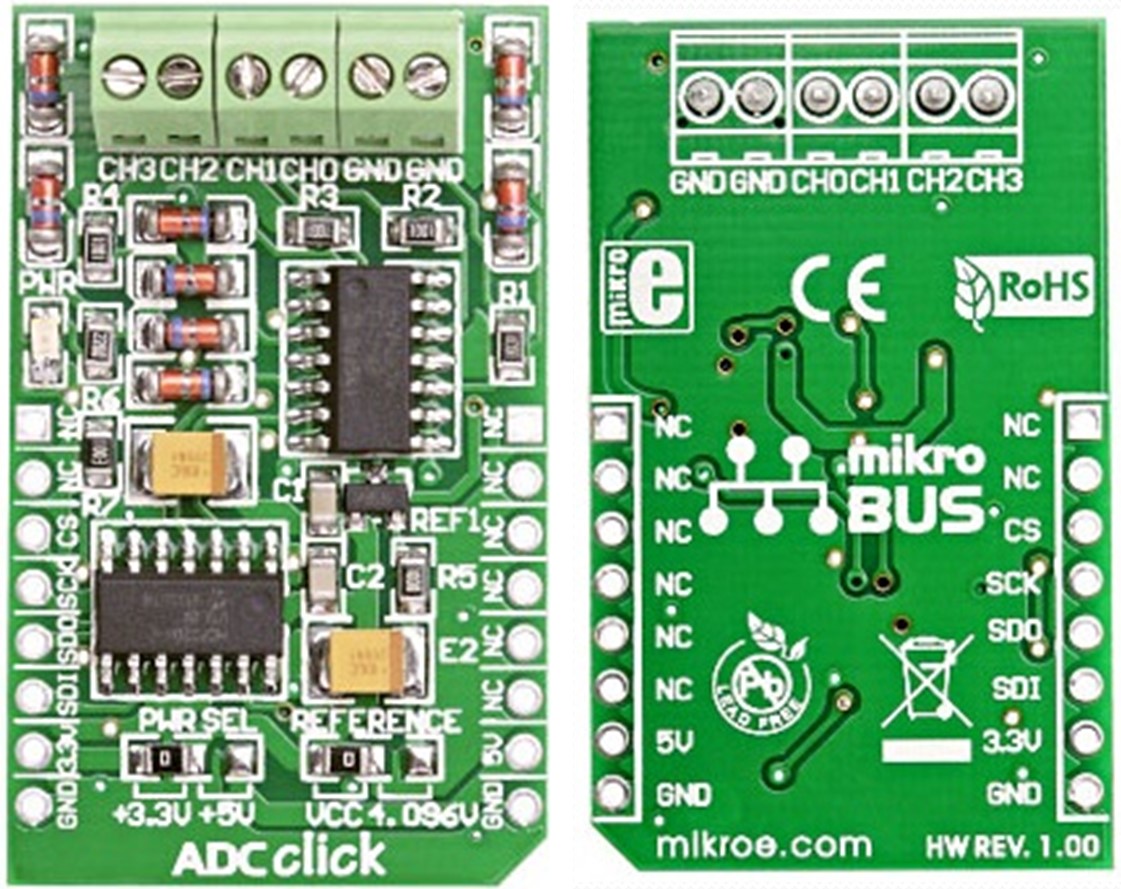 CH3 CH2 CH1 CH0 GND GND
R4
R3
R2
PWR
R1
R6
R7
C1
REF1
C2
R5
E2
NC
NC
CS
SCK
SDO
SDI
3.3V
GND
NC
NC
NC
NC
NC
NC
5V
GND
PWR SEL
REFERENCE
0
0
+3.3V +5V
VCC 4.096V
ADC click
GND GND CH0 CH1 CH2 CH3
mikro
e
CE
RoHS
NC
NC
NC
NC
NC
NC
5V
GND
mikro
BUS
NC
NC
CS
SCK
SDO
SDI
3.3V
GND
Pb
LEAD FREE
mikroe.com
HW REV. 1.00